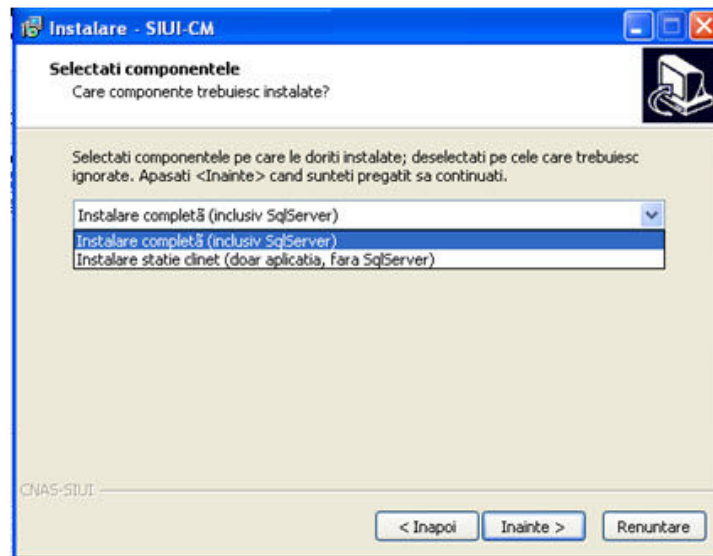 Instalare - SIUI-CM
Selectati componentele
Care componente trebuiesc instalate?
Selectati componentele pe care le doriti instalate; deselectati pe cele care trebuiesc
ignorate. Apasati <Inainte> cand sunteti pregatit sa continuati.
Instalare completă (inclusiv SqlServer)
Instalare completă (inclusiv SqlServer)
Instalare statie clinet (doar aplicatia, fara SqlServer)
CNAS-SIUI
< Inapoi
Inainte >
Renuntare